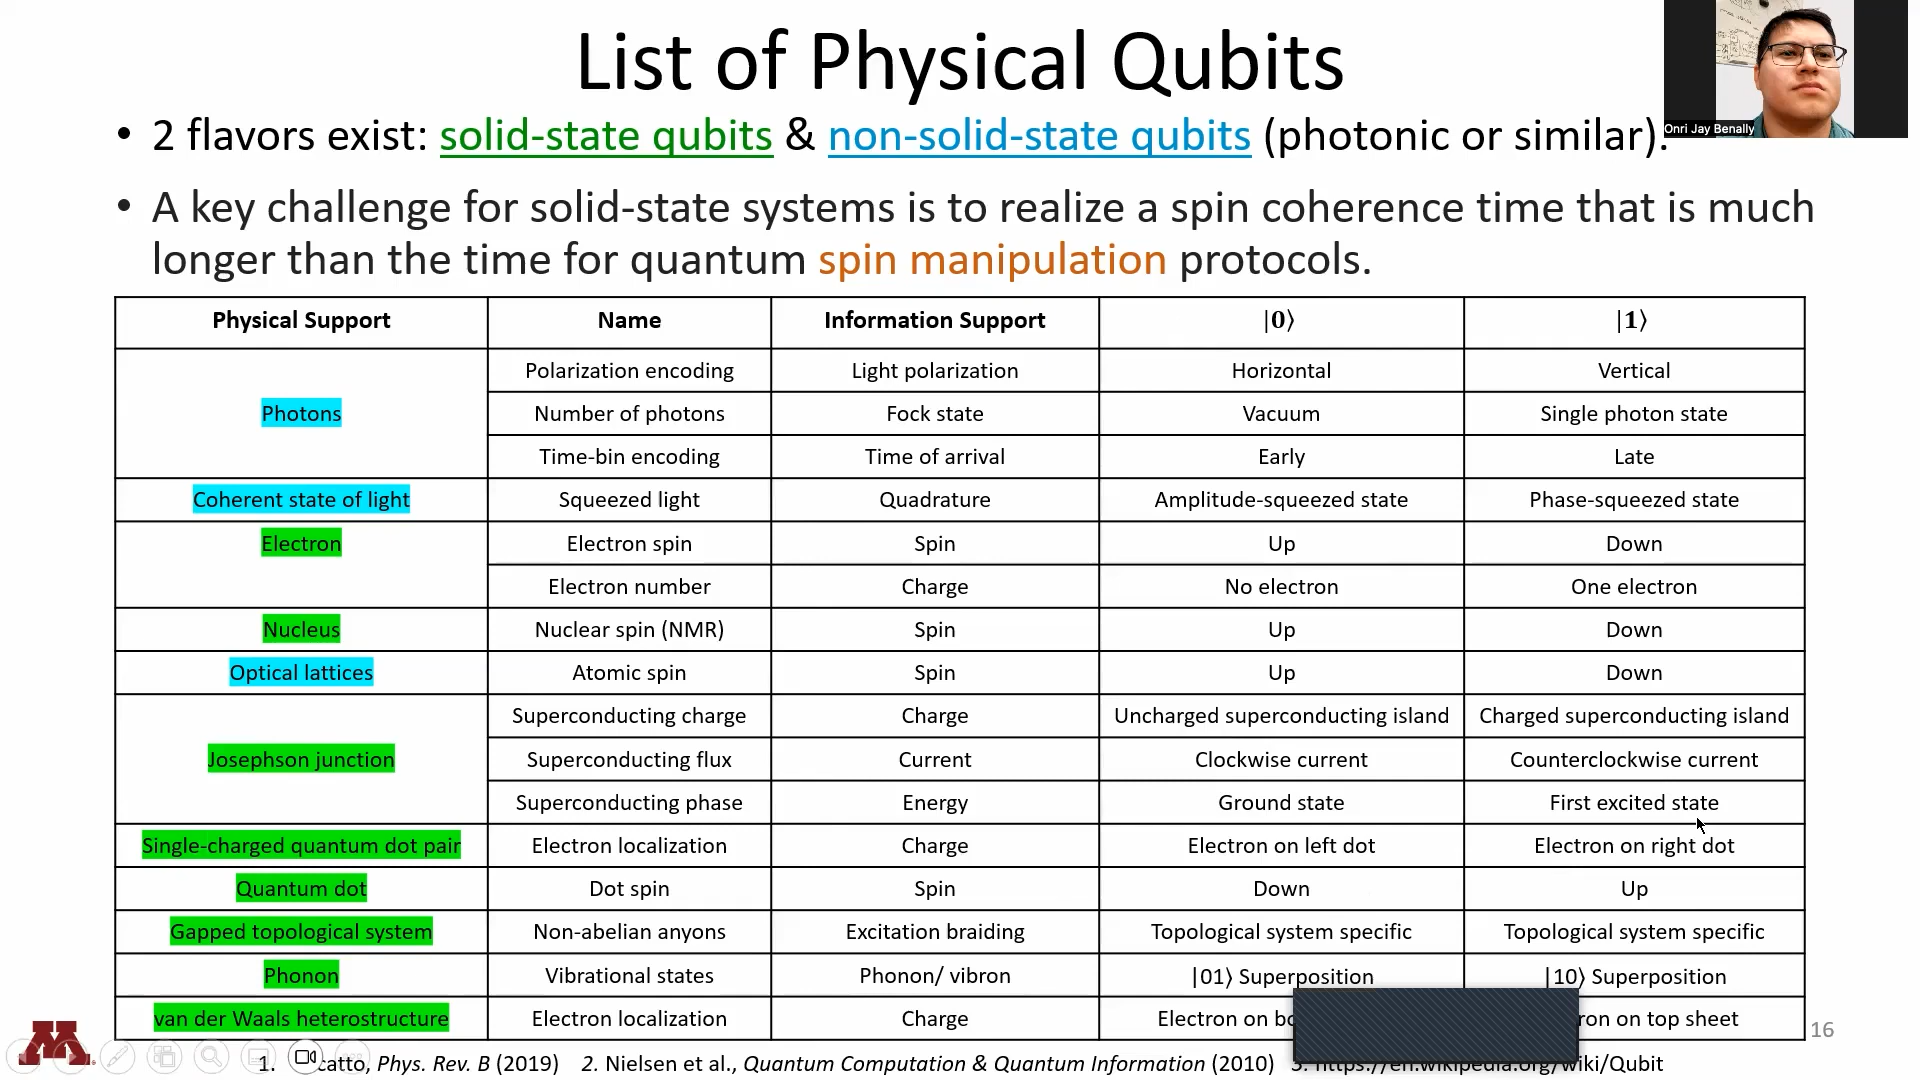 List of Physical Qubits
Onri Jay Benally
• 2 flavors exist: solid-state qubits & non-solid-state qubits (photonic or similar).
• A key challenge for solid-state systems is to realize a spin coherence time that is much
longer than the time for quantum spin manipulation protocols.
Physical Support Name Information Support |0⟩ |1⟩
Photons
Polarization encoding Light polarization Horizontal Vertical
Number of photons Fock state Vacuum Single photon state
Time-bin encoding Time of arrival Early Late
Coherent state of light Squeezed light Quadrature Amplitude-squeezed state Phase-squeezed state
Electron Electron spin Spin Up Down
Electron number Charge No electron One electron
Nucleus Nuclear spin (NMR) Spin Up Down
Optical lattices Atomic spin Spin Up Down
Josephson junction
Superconducting charge Charge Uncharged superconducting island Charged superconducting island
Superconducting flux Current Clockwise current Counterclockwise current
Superconducting phase Energy Ground state First excited state
Single-charged quantum dot pair Electron localization Charge Electron on left dot Electron on right dot
Quantum dot Dot spin Spin Down Up
Gapped topological system Non-abelian anyons Excitation braiding Topological system specific Topological system specific
Phonon Vibrational states Phonon/ vibron |01⟩ Superposition |10⟩ Superposition
van der Waals heterostructure Electron localization Charge Electron on on top sheet
16
1. Phys. Rev. B (2019) 2. Nielsen et al., Quantum Computation & Quantum Information (2010) 3. https://en.wikipedia.org/wiki/Qubit